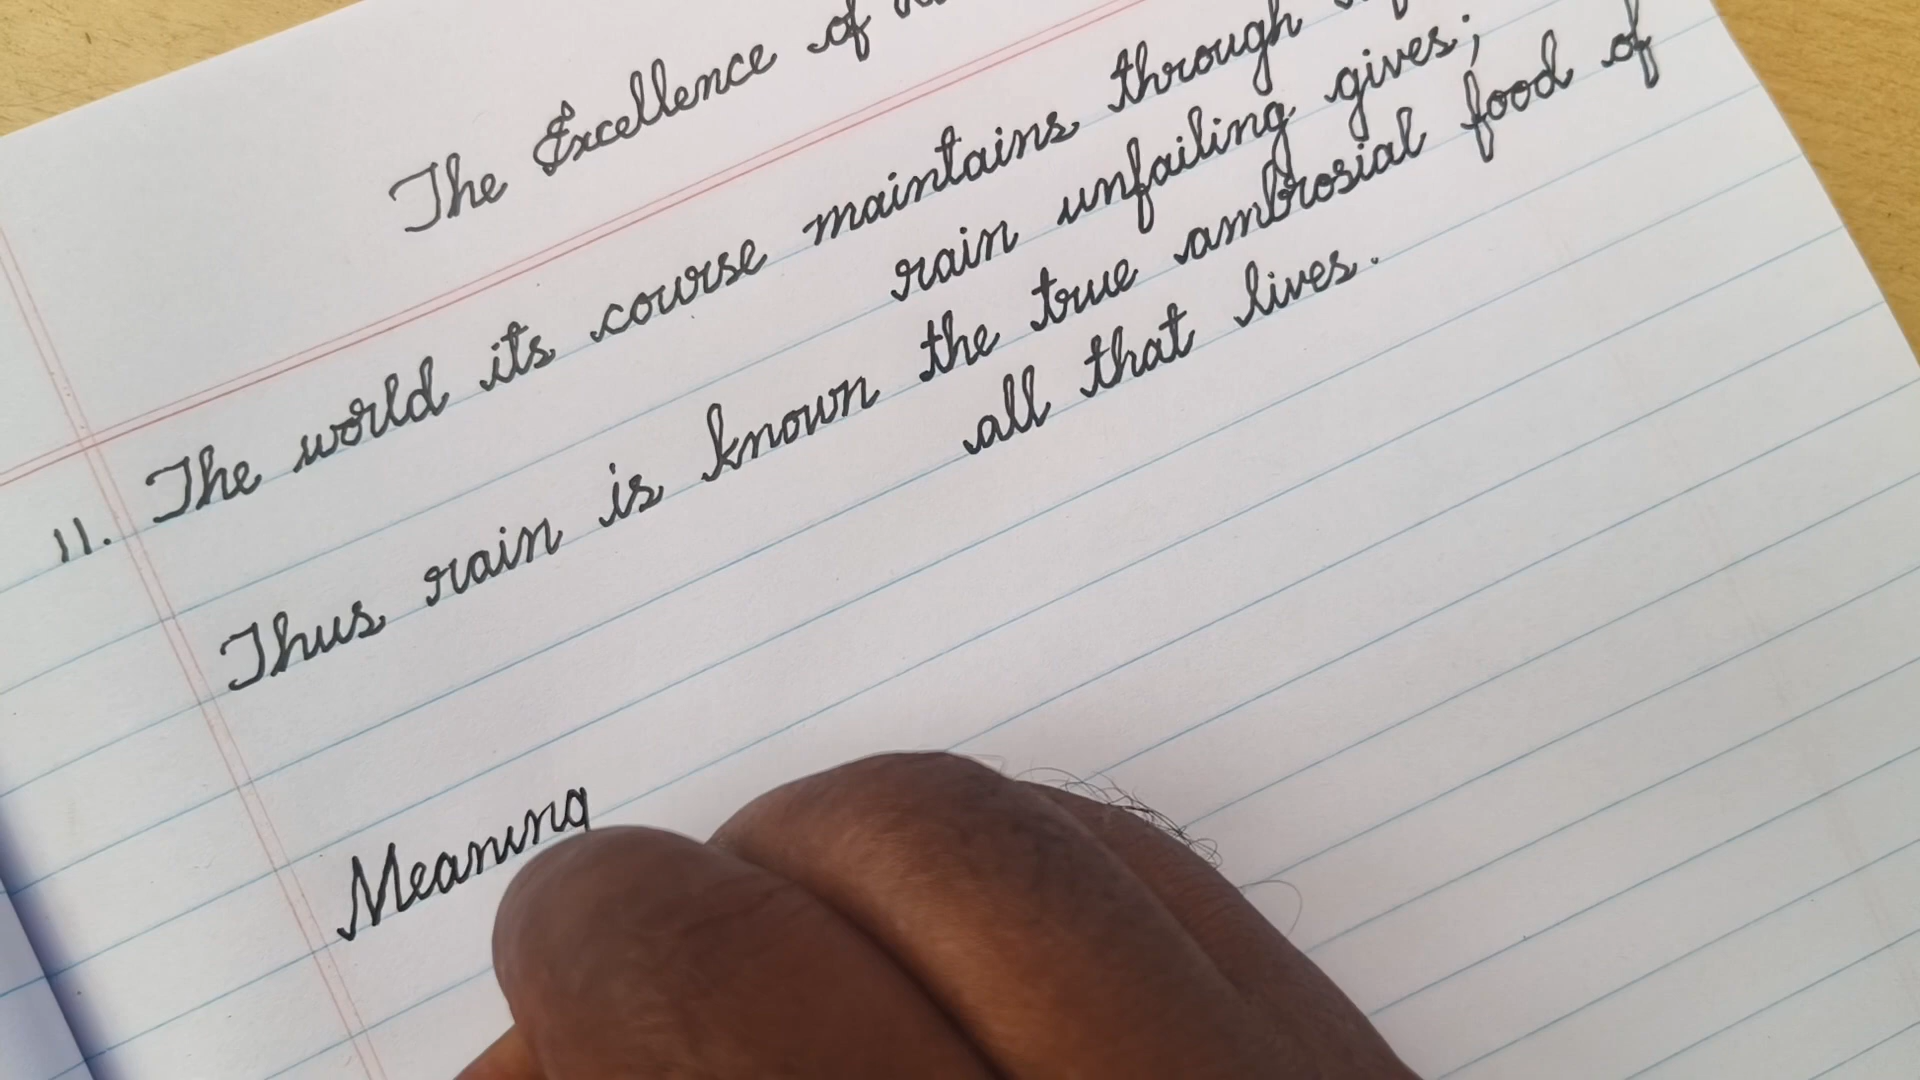 The Excellence of
11. The world its course maintains through
rain unfailing gives;
Thus rain is known the true ambrosial food of
all that lives.
Meaning